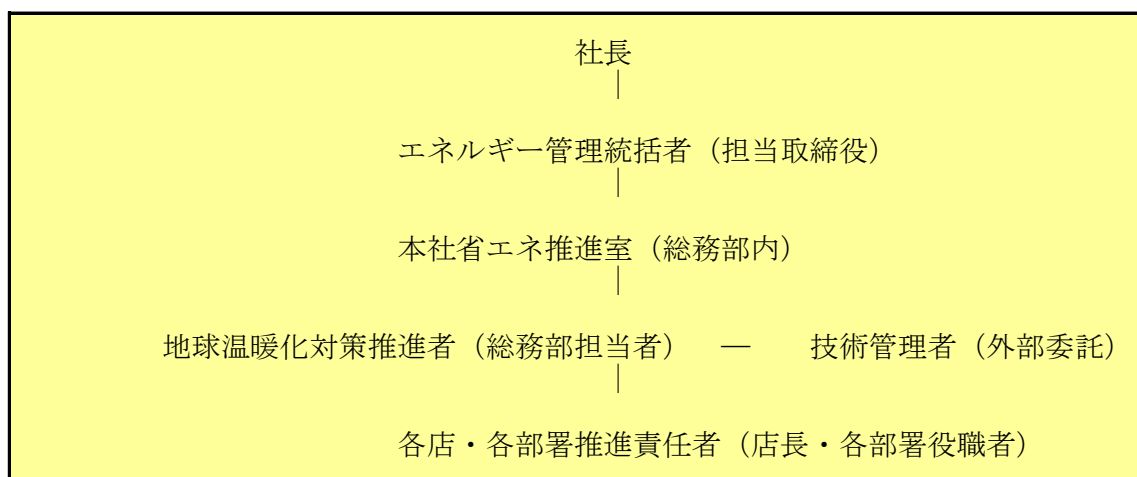 社長
|
エネルギー管理統括者（担当取締役）
|
本社省エネ推進室（総務部内）
|
地球温暖化対策推進者（総務部担当者）　―　　技術管理者（外部委託）
|
各店・各部署推進責任者（店長・各部署役職者）